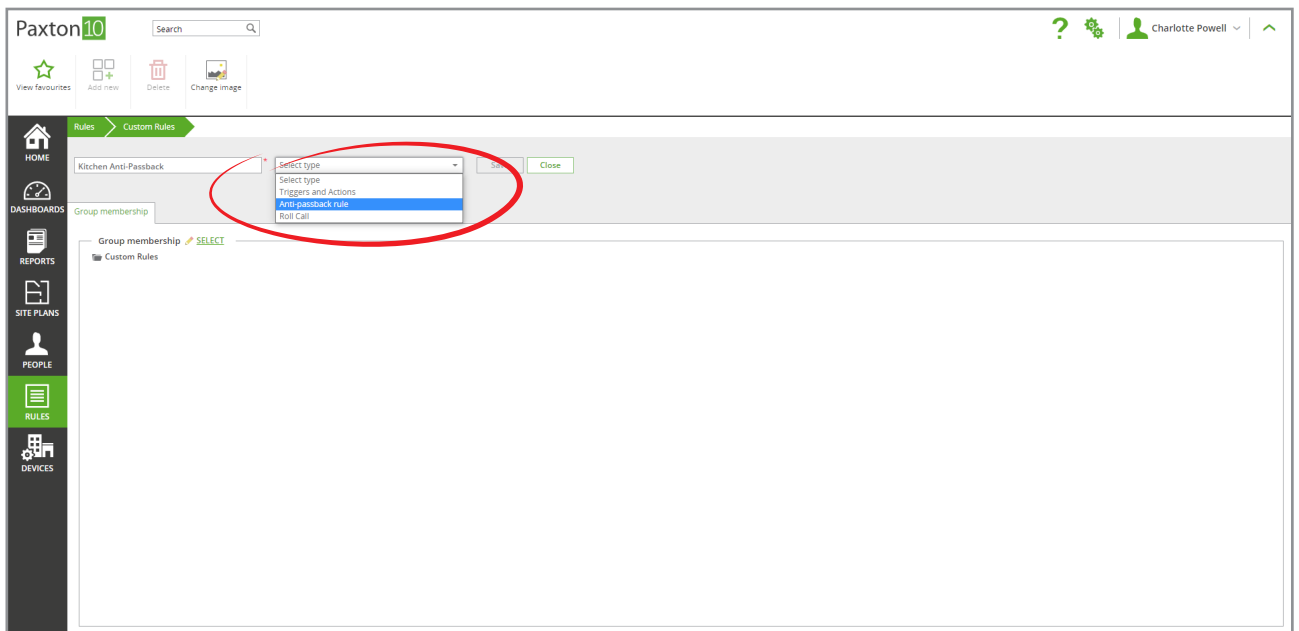 Paxton10
Search
? Charlotte Powell
View favourites
Add new
Delete
Change image
Rules
Custom Rules
HOME
Kitchen Anti-Passback
*
Select type
Save
Close
Select type
Triggers and Actions
Anti-passback rule
Roll Call
DASHBOARDS
Group membership
Group membership SELECT
Custom Rules
REPORTS
SITE PLANS
PEOPLE
RULES
DEVICES